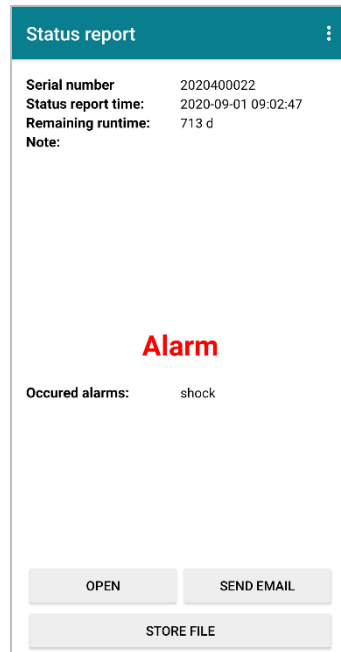 Status report
Serial number 2020400022
Status report time: 2020-09-01 09:02:47
Remaining runtime: 713 d
Note:
Alarm
Occured alarms: shock
OPEN SEND EMAIL
STORE FILE